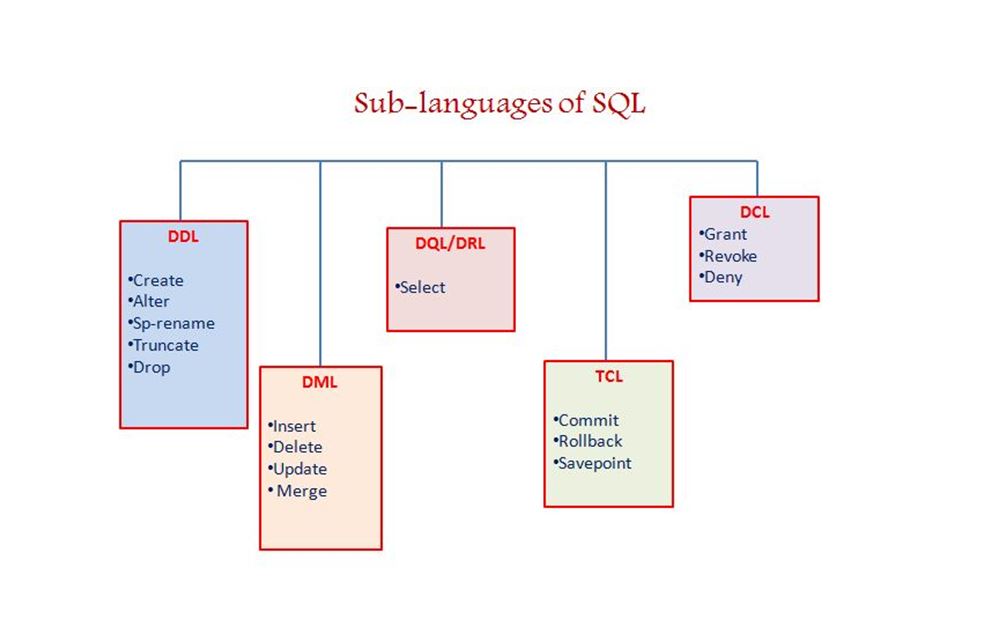 Sub-languages of SQL
DDL
•Create
•Alter
•Sp-rename
•Truncate
•Drop
DML
•Insert
•Delete
•Update
• Merge
DQL/DRL
•Select
TCL
•Commit
•Rollback
•Savepoint
DCL
•Grant
•Revoke
•Deny